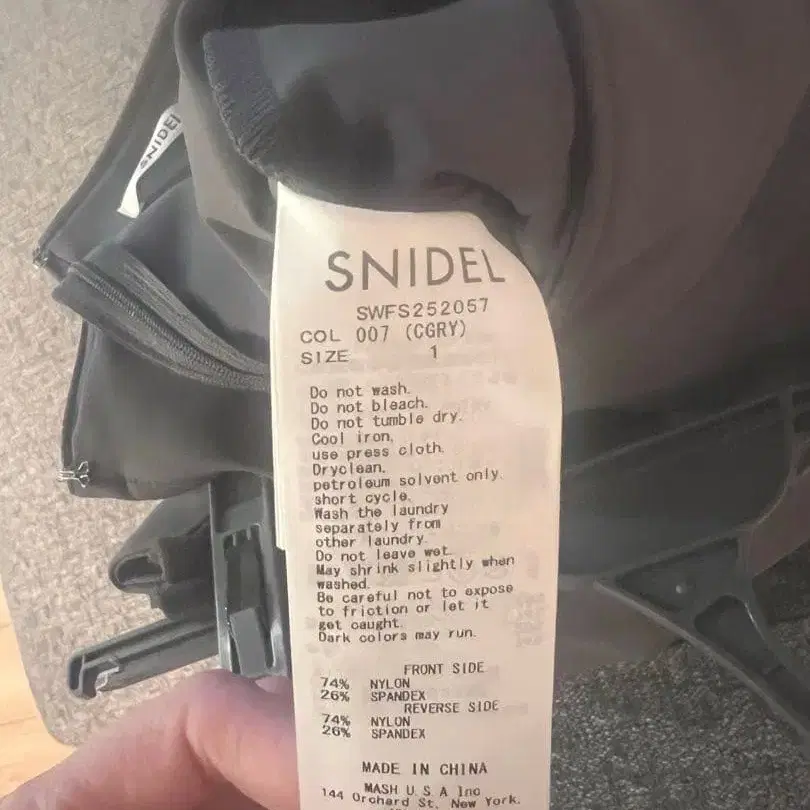 SNIDEL
SNIDEL
SWFS252057
COL 007 (CGRY)
SIZE 1
Do not wash.
Do not bleach.
Do not tumble dry.
Cool iron,
use press cloth.
Dryclean,
petroleum solvent only.
short cycle.
Wash the laundry
separately from
other laundry.
Do not leave wet.
May shrink slightly when
washed.
Be careful not to expose
to friction or let it
get caught.
Dark colors may run.
FRONT SIDE
74% NYLON
26% SPANDEX
REVERSE SIDE
74% NYLON
26% SPANDEX
MADE IN CHINA
MASH U.S.A Inc
144 Orchard St, New York.